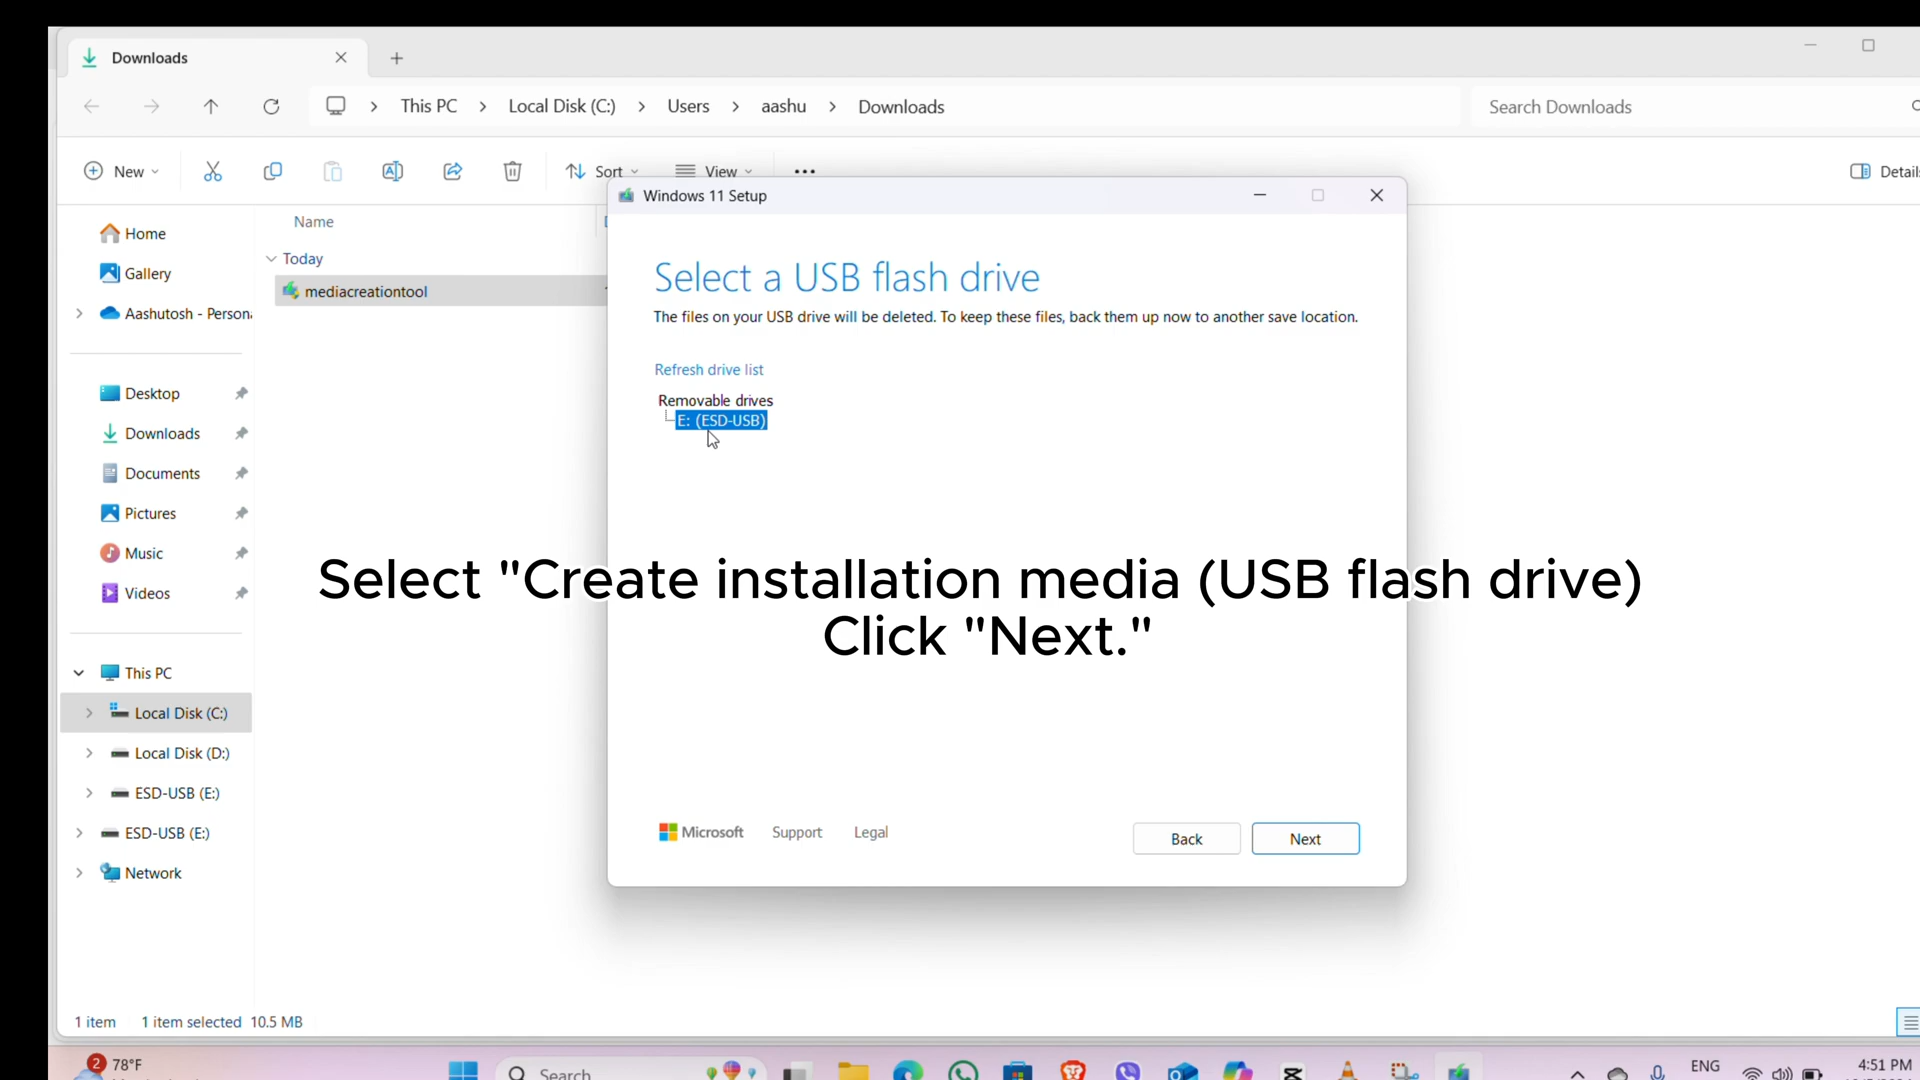 Downloads
This PC > Local Disk (C:) > Users > aashu > Downloads
Search Downloads
New
Sort
View
Windows 11 Setup
Name
Home
Today
Gallery
mediacreationtool
Aashutosh - Persona
Select a USB flash drive
The files on your USB drive will be deleted. To keep these files, back them up now to another save location.
Refresh drive list
Removable drives
E: (ESD-USB)
Desktop
Downloads
Documents
Pictures
Music
Videos
Select "Create installation media (USB flash drive)
Click "Next."
This PC
Local Disk (C:)
Local Disk (D:)
ESD-USB (E:)
ESD-USB (E:)
Network
Microsoft
Support
Legal
Back
Next
1 item
1 item selected 10.5 MB
2
78°F
Search
ENG
4:51 PM